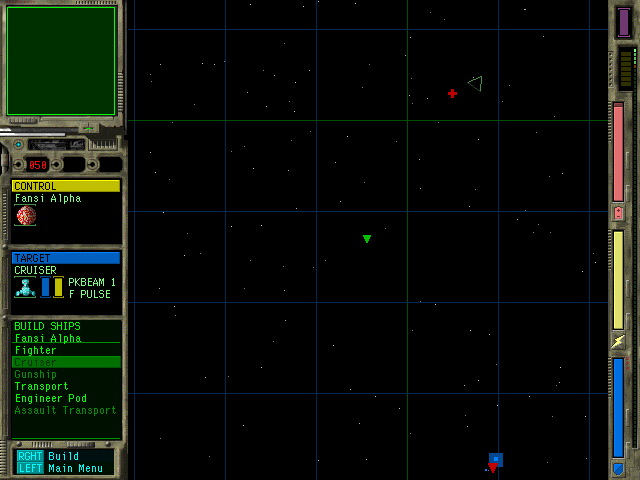 050
CONTROL
Fansi Alpha
TARGET
CRUISER
PKBEAM 1
F PULSE
BUILD SHIPS
Fansi Alpha
Fighter
Cruiser
Gunship
Transport
Engineer Pod
Assault Transport
RGHT Build
LEFT Main Menu